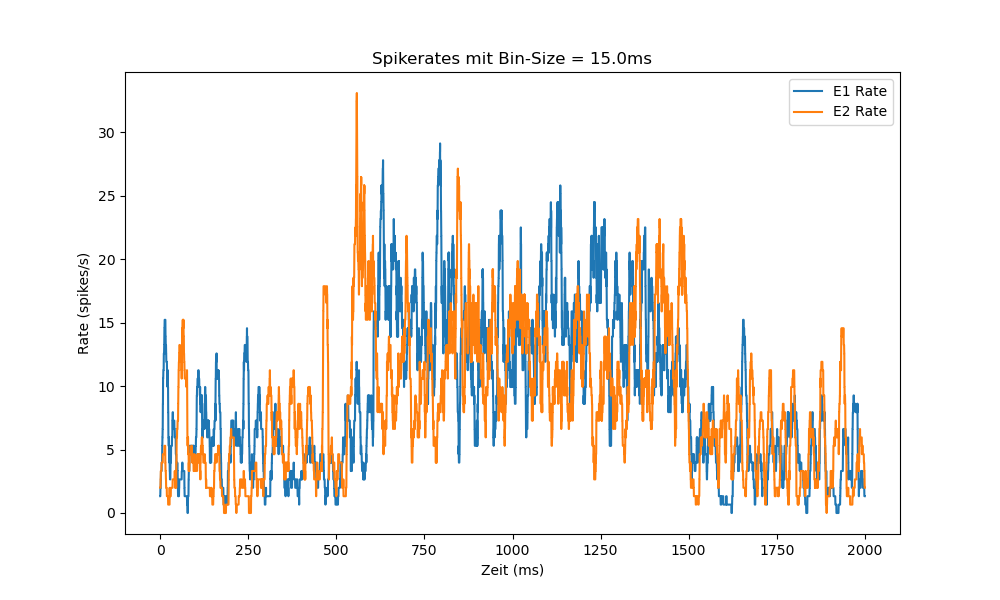 Spikerates mit Bin-Size = 15.0ms
E1 Rate
E2 Rate
Rate (spikes/s)
30
25
20
15
10
5
0
0 250 500 750 1000 1250 1500 1750 2000
Zeit (ms)